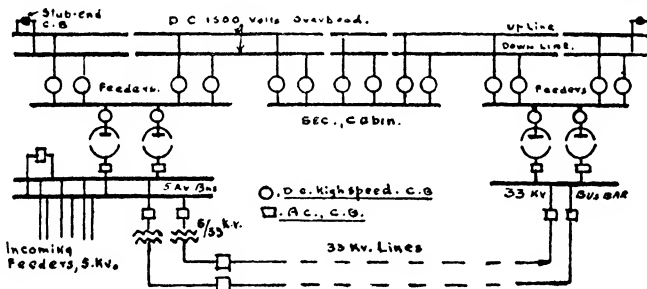 Stub-end
C.B
D C 1500 Volts Overhead.
Up Line
DOWN LINE.
Feeders.
SEC., Cabin.
Feeders
5 Kv Bus
33 Kv
BUS BAR
○. D.C. high speed. C.B
□. A.C., C.B.
6/33 K.V.
Incoming
Feeders, 5.Kv.
33 Kv. Lines